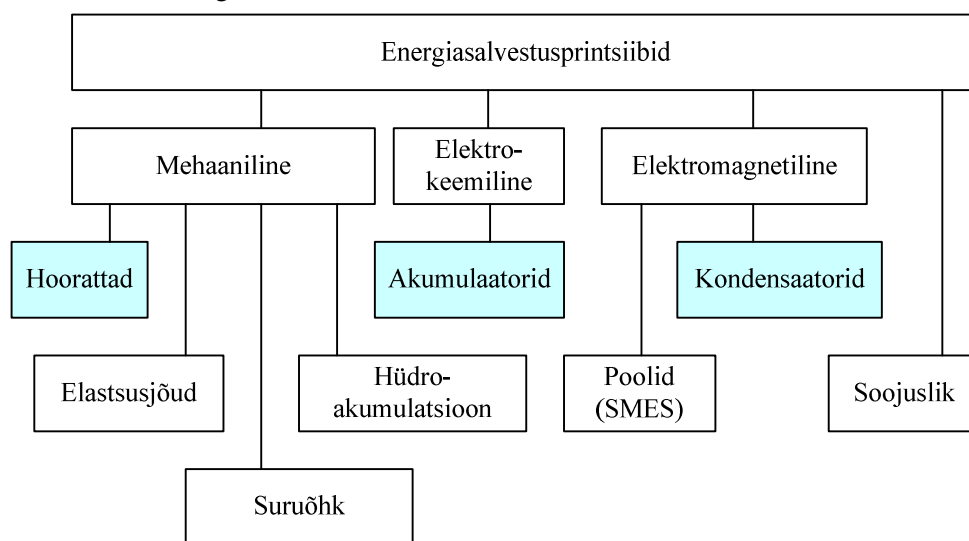 Energiasalvestusprintsiibid
Mehaaniline
Elektro-
keemiline
Elektromagnetiline
Hoorattad
Akumulaatorid
Kondensaatorid
Elastsusjõud
Hüdro-
akumulatsioon
Poolid
(SMES)
Soojuslik
Suruõhk